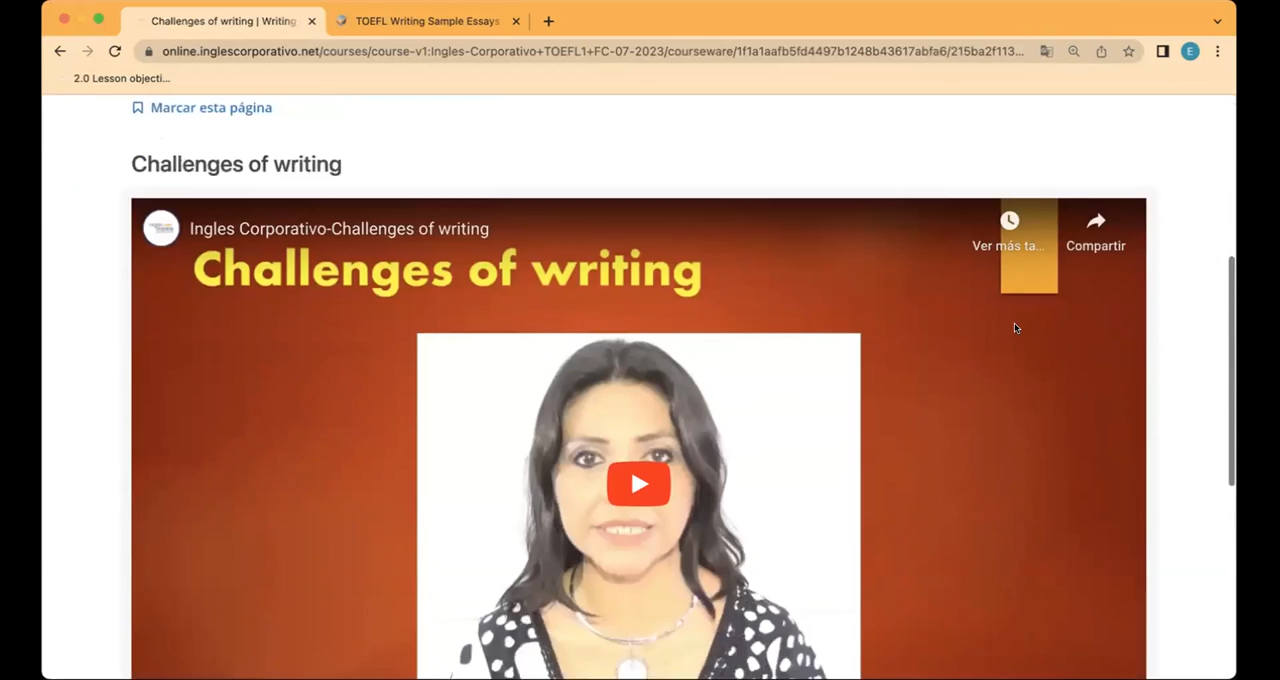 Challenges of writing | Writing
TOEFL Writing Sample Essays
online.inglescorporativo.net/courses/course-v1:Ingles-Corporativo+TOEFL1+FC-07-2023/courseware/1f1a1aafb5fd4497b1248b43617abfa6/215ba2f113...
E
2.0 Lesson objecti...
Marcar esta página
Challenges of writing
Ingles Corporativo-Challenges of writing
Ver más ta...
Compartir
Challenges of writing